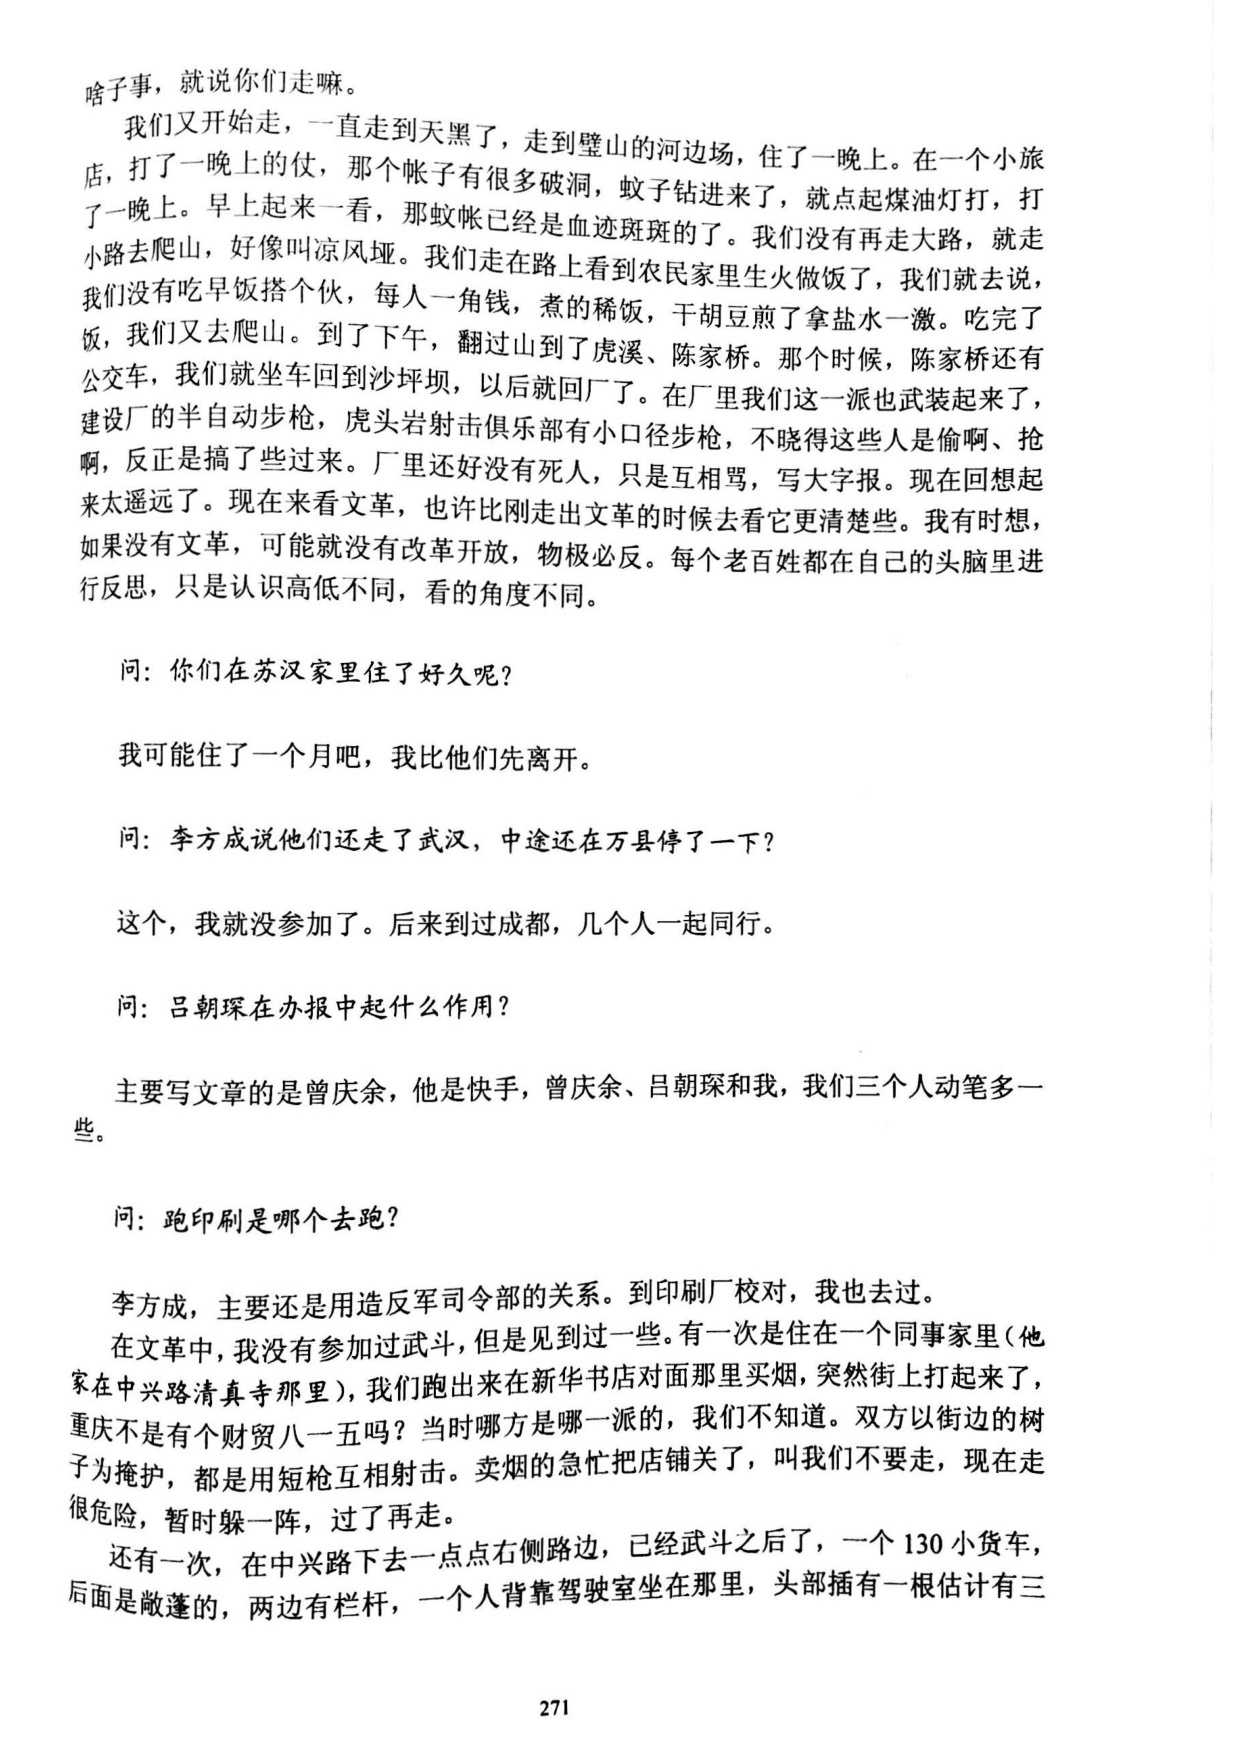 啥子事，就说你们走嘛。
我们又开始走，一直走到天黑了，走到璧山的河边场，住了一晚上。在一个小旅
店，打了一晚上的仗，那个帐子有很多破洞，蚊子钻进来了，就点起煤油灯打，打
了一晚上。早上起来一看，那蚊帐已经是血迹斑斑的了。我们没有再走大路，就走
小路去爬山，好像叫凉风垭。我们走在路上看到农民家里生火做饭了，我们就去说，
我们没有吃早饭搭个伙，每人一角钱，煮的稀饭，干胡豆煎了拿盐水一激。吃完了
饭，我们又去爬山。到了下午，翻过山到了虎溪、陈家桥。那个时候，陈家桥还有
公交车，我们就坐车回到沙坪坝，以后就回厂了。在厂里我们这一派也武装起来了，
建设厂的半自动步枪，虎头岩射击俱乐部有小口径步枪，不晓得这些人是偷啊、抢
啊，反正是搞了些过来。厂里还好没有死人，只是互相骂，写大字报。现在回想起
来太遥远了。现在来看文革，也许比刚走出文革的时候去看它更清楚些。我有时想，
如果没有文革，可能就没有改革开放，物极必反。每个老百姓都在自己的头脑里进
行反思，只是认识高低不同，看的角度不同。
问：你们在苏汉家里住了好久呢？
我可能住了一个月吧，我比他们先离开。
问：李方成说他们还走了武汉，中途还在万县停了一下？
这个，我就没参加了。后来到过成都，几个人一起同行。
问：吕朝琛在办报中起什么作用？
主要写文章的是曾庆余，他是快手，曾庆余、吕朝琛和我，我们三个人动笔多一
些。
问：跑印刷是哪个去跑？
李方成，主要还是用造反军司令部的关系。到印刷厂校对，我也去过。
在文革中，我没有参加过武斗，但是见到过一些。有一次是住在一个同事家里（他
家在中兴路清真寺那里），我们跑出来在新华书店对面那里买烟，突然街上打起来了，
重庆不是有个财贸八一五吗？当时哪方是哪一派的，我们不知道。双方以街边的树
子为掩护，都是用短枪互相射击。卖烟的急忙把店铺关了，叫我们不要走，现在走
很危险，暂时躲一阵，过了再走。
还有一次，在中兴路下去一点点右侧路边，已经武斗之后了，一个 130 小货车，
后面是敞蓬的，两边有栏杆，一个人背靠驾驶室坐在那里，头部插有一根估计有三
271